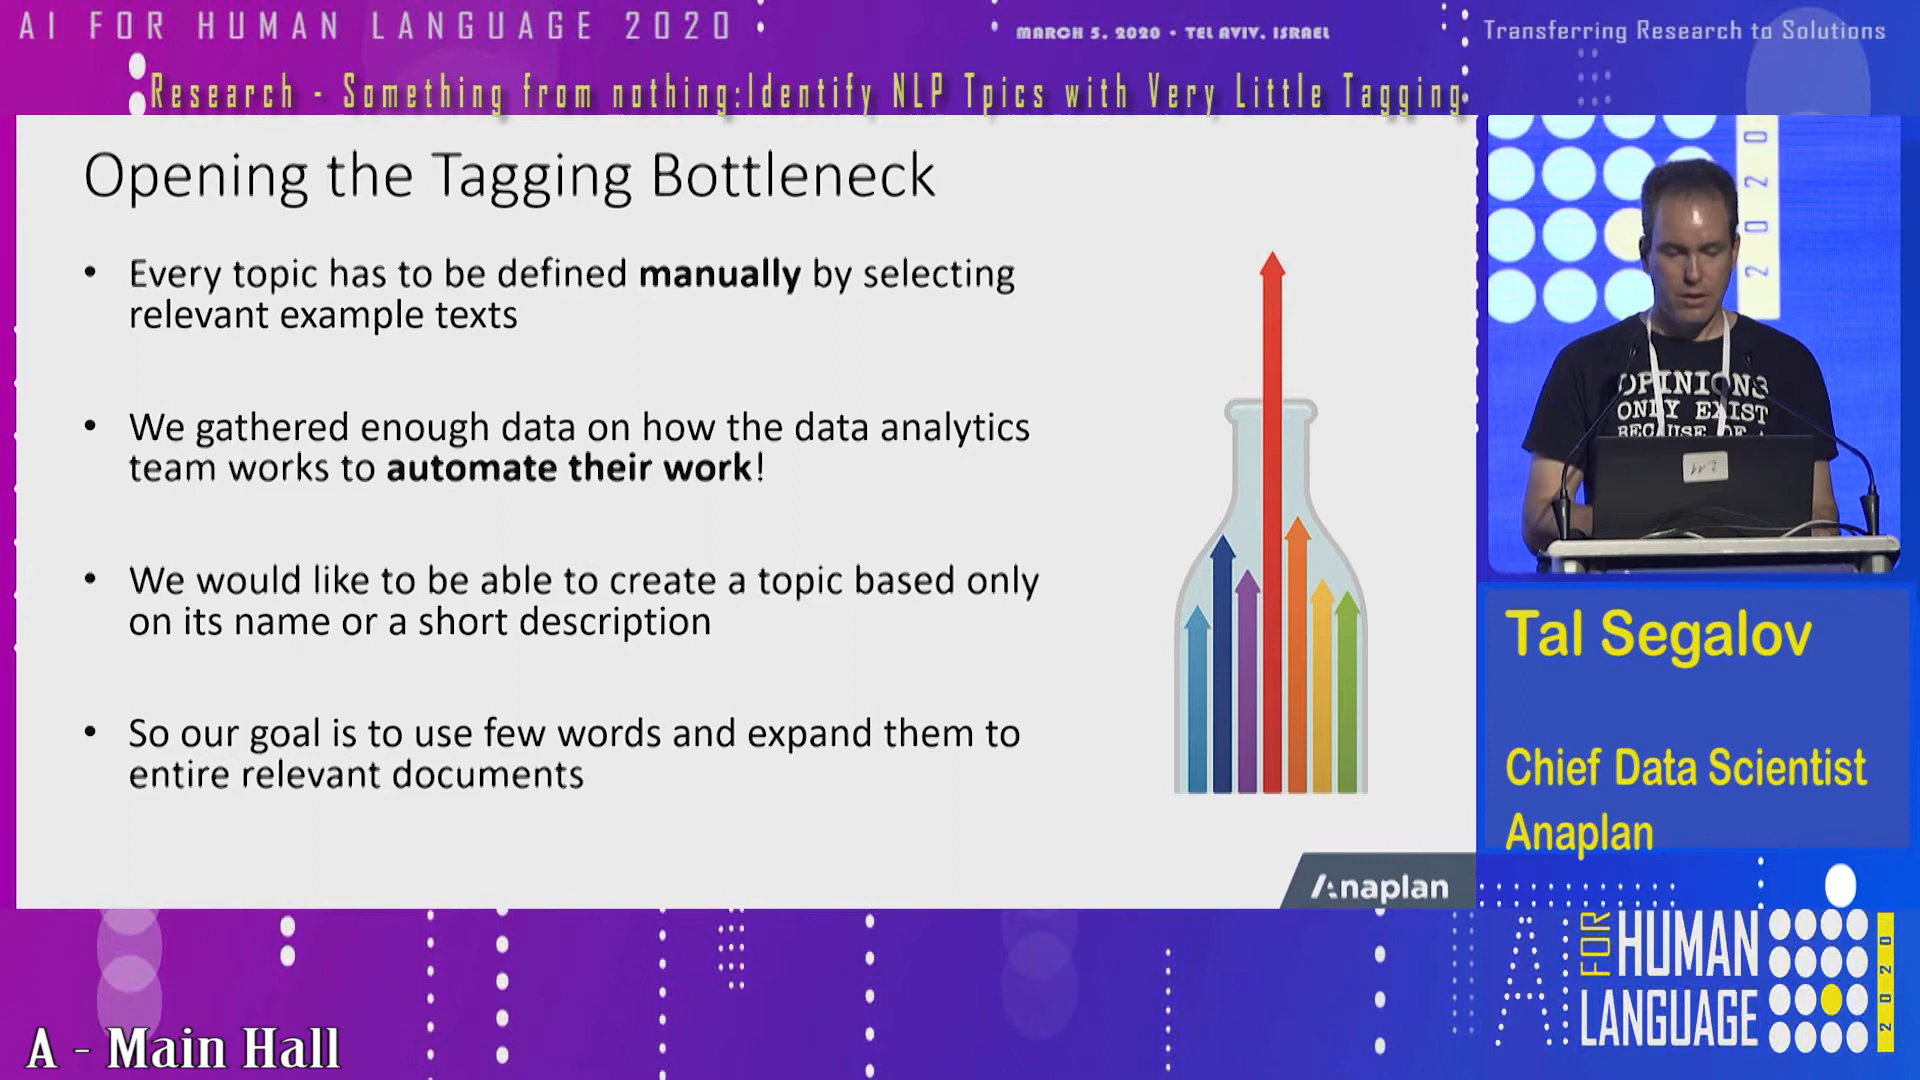 AI FOR HUMAN LANGUAGE 2020
MARCH 5. 2020 • TEL AVIV. ISRAEL
Transferring Research to Solutions
Research - Something from nothing:Identify NLP Tpics with Very Little Tagging
Opening the Tagging Bottleneck
• Every topic has to be defined manually by selecting
relevant example texts
• We gathered enough data on how the data analytics
team works to automate their work!
• We would like to be able to create a topic based only
on its name or a short description
• So our goal is to use few words and expand them to
entire relevant documents
Anaplan
2020
OPINIONS
ONLY EXIST
BECAUSE OF A
Tal Segalov
Chief Data Scientist
Anaplan
AI FOR HUMAN
LANGUAGE
2020
A - Main Hall